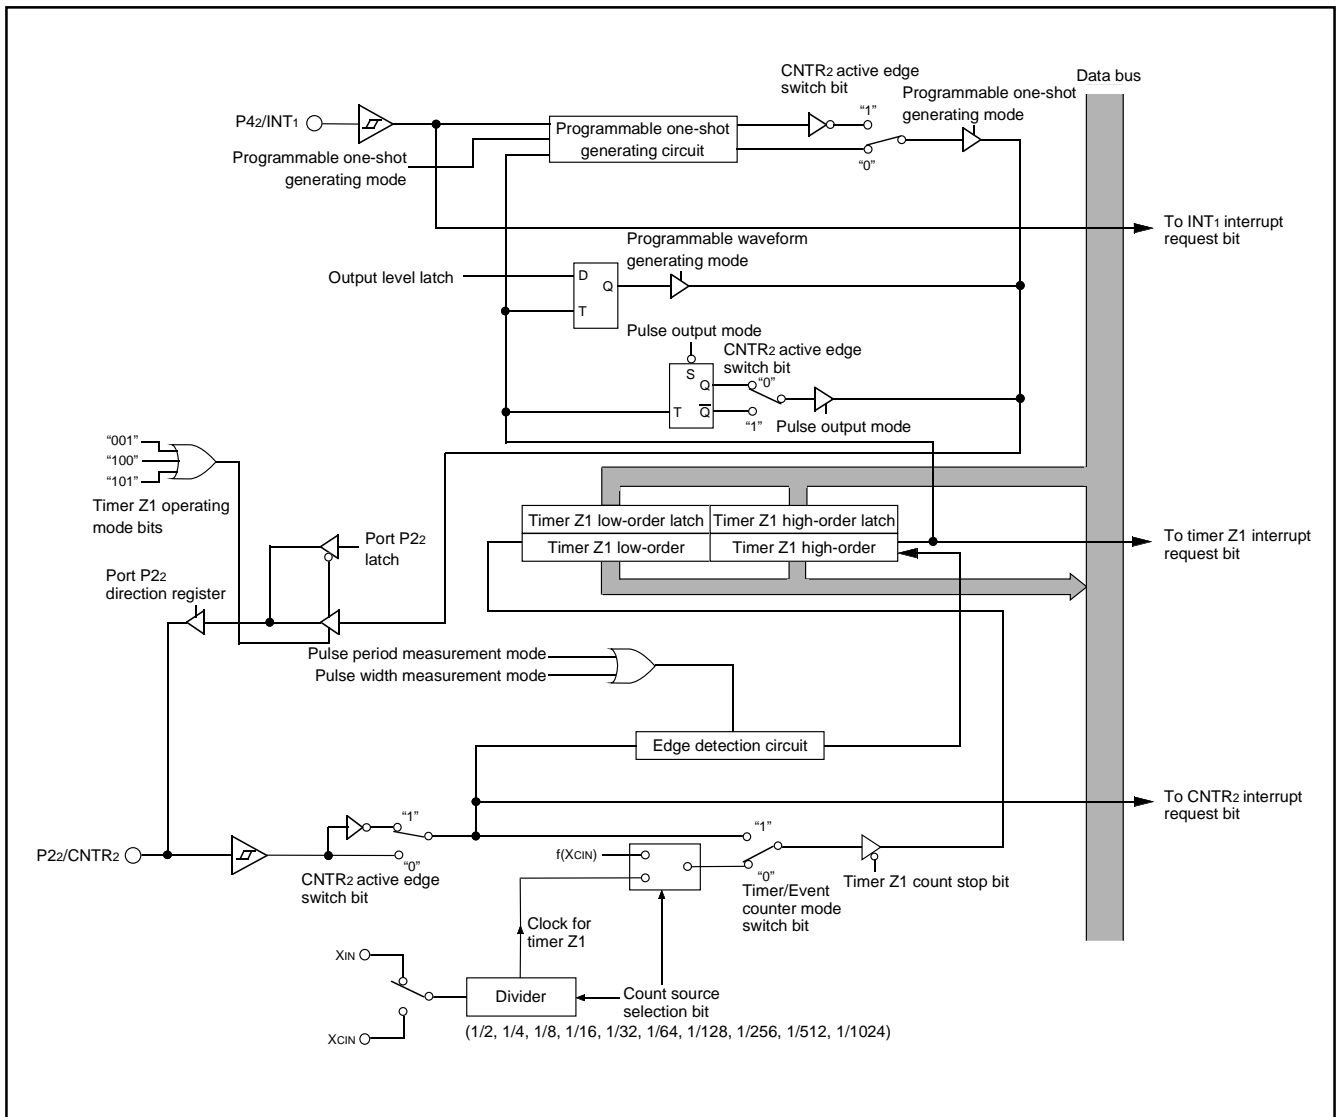 CNTR2 active edge
switch bit
Data bus
Programmable one-shot
generating mode
P42/INT1
"1"
Programmable one-shot
generating circuit
Programmable one-shot
generating mode
"0"
To INT1 interrupt
request bit
Programmable waveform
generating mode
Output level latch
D
Q
T
Pulse output mode
CNTR2 active edge
switch bit
S
Q
"0"
T
Q
"1"
Pulse output mode
"001"
"100"
"101"
Timer Z1 operating
mode bits
Timer Z1 low-order latch
Timer Z1 high-order latch
Timer Z1 low-order
Timer Z1 high-order
To timer Z1 interrupt
request bit
Port P22
latch
Port P22
direction register
Pulse period measurement mode
Pulse width measurement mode
Edge detection circuit
To CNTR2 interrupt
request bit
"1"
"1"
P22/CNTR2
"0"
CNTR2 active edge
switch bit
f(XCIN)
"0"
Timer/Event
counter mode
switch bit
Timer Z1 count stop bit
Clock for
timer Z1
XIN
Divider
Count source
selection bit
XCIN
(1/2, 1/4, 1/8, 1/16, 1/32, 1/64, 1/128, 1/256, 1/512, 1/1024)